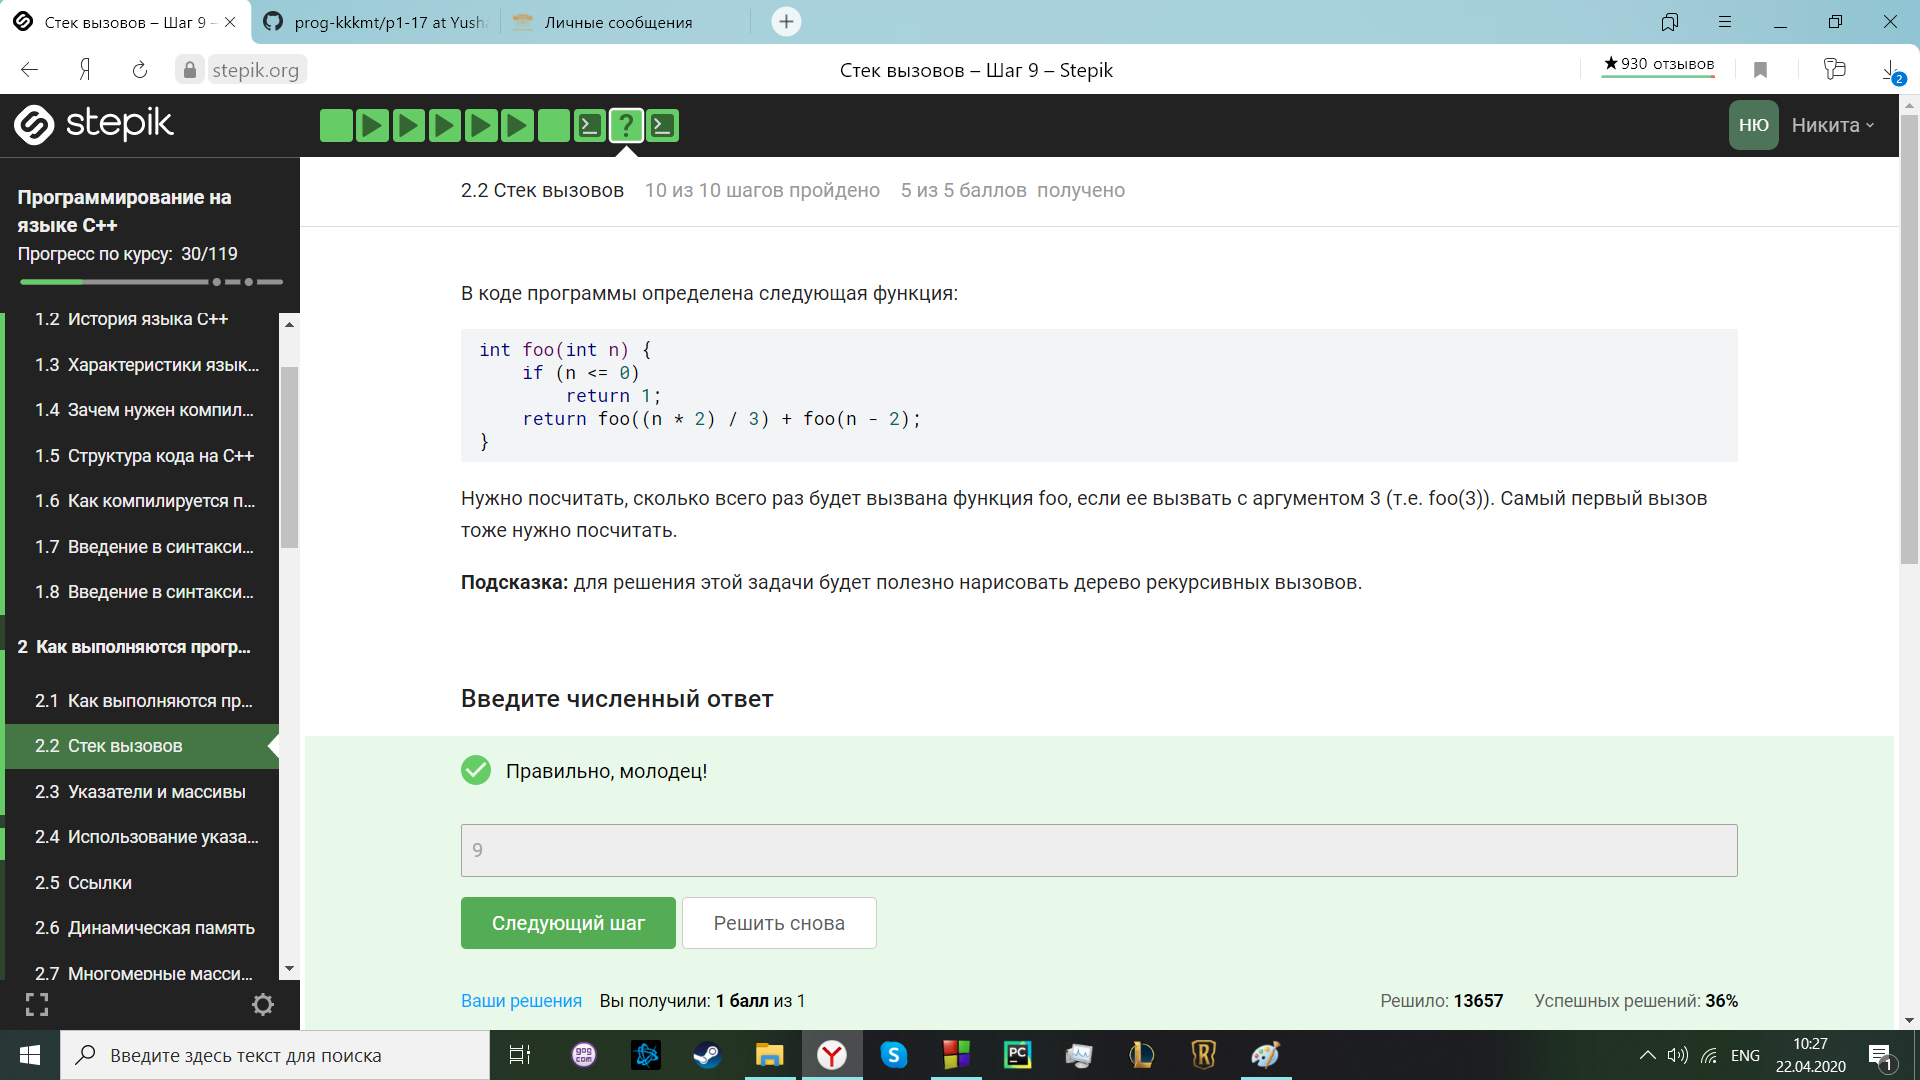 Стек вызовов – Шаг 9 –
prog-kkkmt/p1-17 at Yush
Личные сообщения
stepik.org
Стек вызовов – Шаг 9 – Stepik
★930 отзывов
2
stepik
НЮ
Никита
Программирование на
языке C++
Прогресс по курсу: 30/119
1.2 История языка C++
1.3 Характеристики язык...
1.4 Зачем нужен компил...
1.5 Структура кода на C++
1.6 Как компилируется п...
1.7 Введение в синтакси...
1.8 Введение в синтакси...
2 Как выполняются прогр...
2.1 Как выполняются пр...
2.2 Стек вызовов
2.3 Указатели и массивы
2.4 Использование указа...
2.5 Ссылки
2.6 Динамическая память
2.7 Многомерные масси...
2.2 Стек вызовов 10 из 10 шагов пройдено 5 из 5 баллов получено
В коде программы определена следующая функция:
int foo(int n) {
if (n <= 0)
return 1;
return foo((n * 2) / 3) + foo(n - 2);
}
Нужно посчитать, сколько всего раз будет вызвана функция foo, если ее вызвать с аргументом 3 (т.е. foo(3)). Самый первый вызов
тоже нужно посчитать.
Подсказка: для решения этой задачи будет полезно нарисовать дерево рекурсивных вызовов.
Введите численный ответ
Правильно, молодец!
9
Следующий шаг
Решить снова
Ваши решения Вы получили: 1 балл из 1
Решило: 13657 Успешных решений: 36%
Введите здесь текст для поиска
gog
com
PC
ENG
10:27
22.04.2020
1